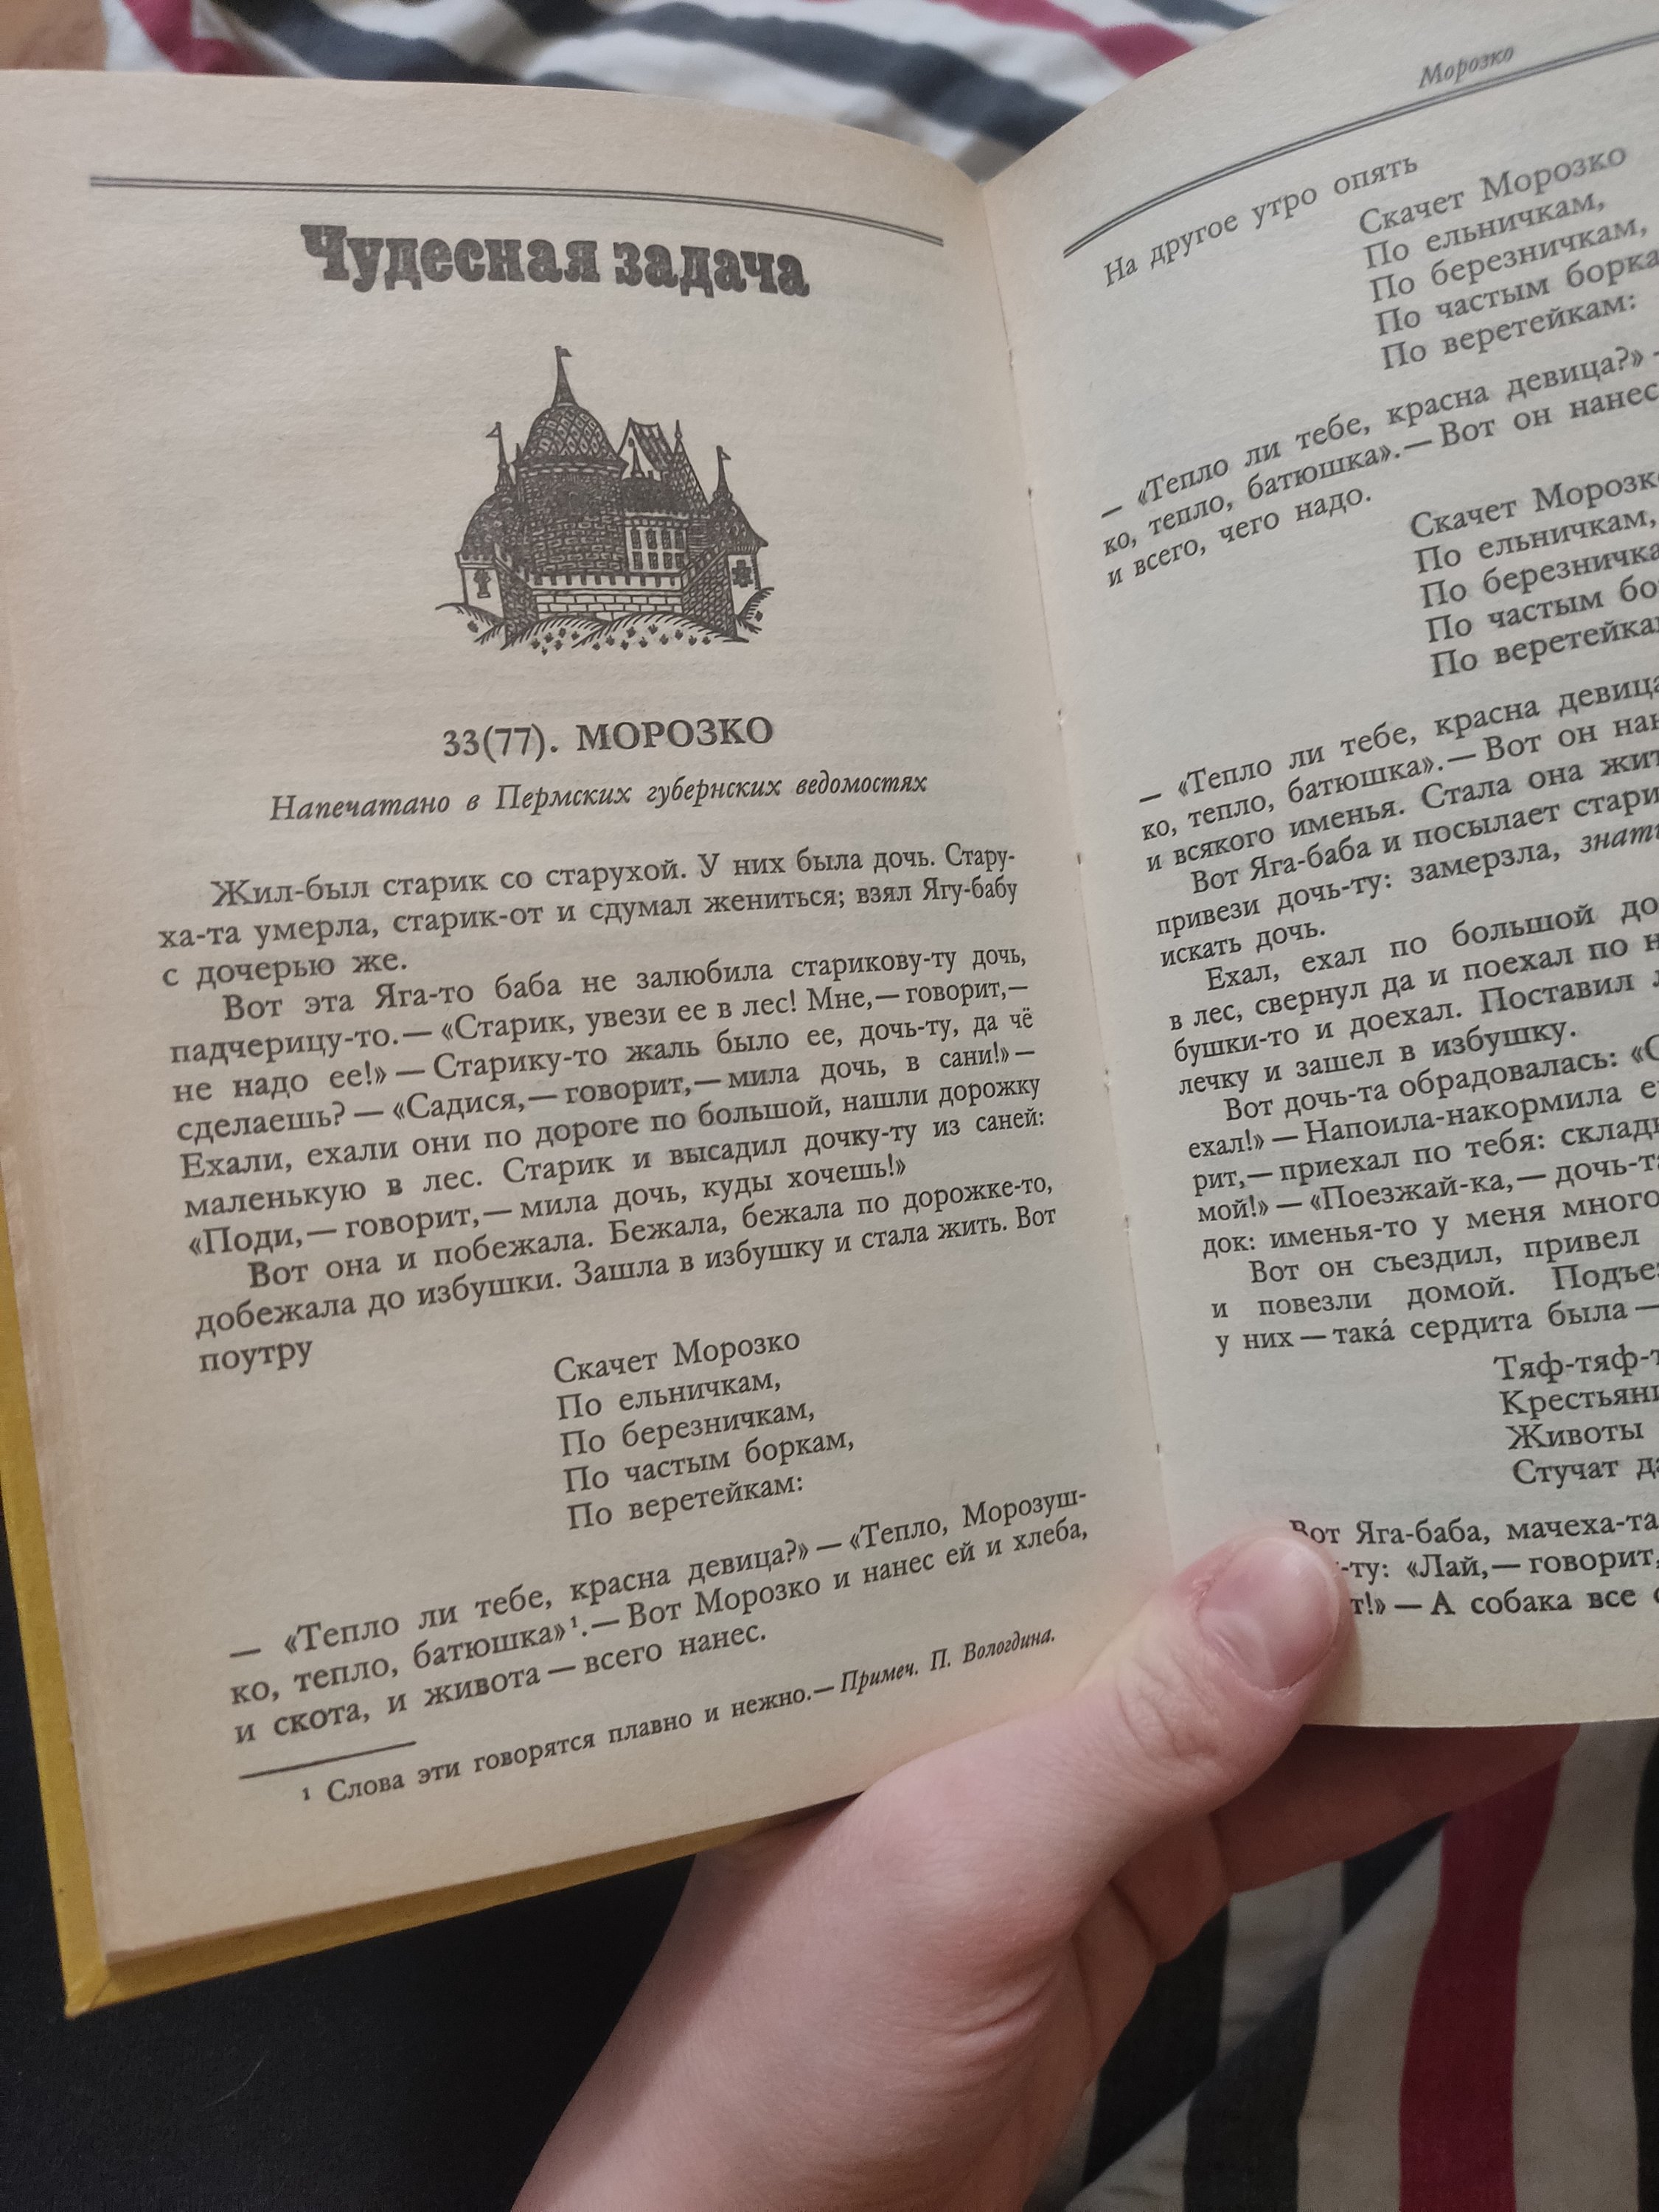 Чудесная задача
33(77). МОРОЗКО
Напечатано в Пермских губернских ведомостях
Жил-был старик со старухой. У них была дочь. Стару-
ха-та умерла, старик-от и сдумал жениться; взял Ягу-бабу
с дочерью же.
Вот эта Яга-то баба не залюбила старикову-ту дочь,
падчерицу-то.— «Старик, увези ее в лес! Мне,— говорит,—
не надо ее!» — Старику-то жаль было ее, дочь-ту, да чё
сделаешь? — «Садися,— говорит,— мила дочь, в сани!» —
Ехали, ехали они по дороге по большой, нашли дорожку
маленькую в лес. Старик и высадил дочку-ту из саней:
«Поди,— говорит,— мила дочь, куды хочешь!»
Вот она и побежала. Бежала, бежала по дорожке-то,
добежала до избушки. Зашла в избушку и стала жить. Вот
поутру
Скачет Морозко
По ельничкам,
По березничкам,
По частым боркам,
По веретейкам:
— «Тепло ли тебе, красна девица?» — «Тепло, Морозуш-
ко, тепло, батюшка»¹.— Вот Морозко и нанес ей и хлеба,
и скота, и живота — всего нанес.
¹ Слова эти говорятся плавно и нежно.— Примеч. П. Вологдина.
Морозко
На другое утро опять
Скачет Морозко
По ельничкам,
По березничкам,
По частым борка
По веретейкам:
— «Тепло ли тебе, красна девица?» —
ко, тепло, батюшка».— Вот он нанес
и всего, чего надо.
Скачет Морозко
По ельничкам,
По березничка
По частым бо
По веретейка
— «Тепло ли тебе, красна девица
ко, тепло, батюшка».— Вот он на
и всякого именья. Стала она жит
Вот Яга-баба и посылает стари
привези дочь-ту: замерзла, знат
искать дочь.
Ехал, ехал по большой до
в лес, свернул да и поехал по н
бушки-то и доехал. Поставил л
лечку и зашел в избушку.
Вот дочь-та обрадовалась: «С
ехал!» — Напоила-накормила е
рит,— приехал по тебя: склад
мой!» — «Поезжай-ка,— дочь-т
док: именья-то у меня много
Вот он съездил, привел
и повезли домой. Подъе
у них — така́ сердита была —
Тяф-тяф-т
Крестьян
Животы
Стучат д
Вот Яга-баба, мачеха-та
-ту: «Лай,— говорит,
т!» — А собака все